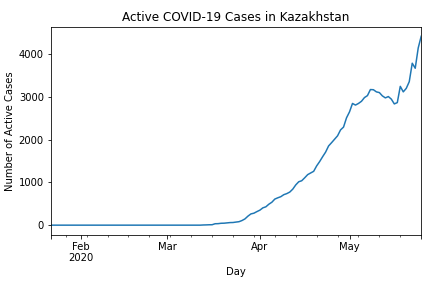 Active COVID-19 Cases in Kazakhstan
Number of Active Cases
4000
3000
2000
1000
0
Feb
2020
Mar
Apr
May
Day